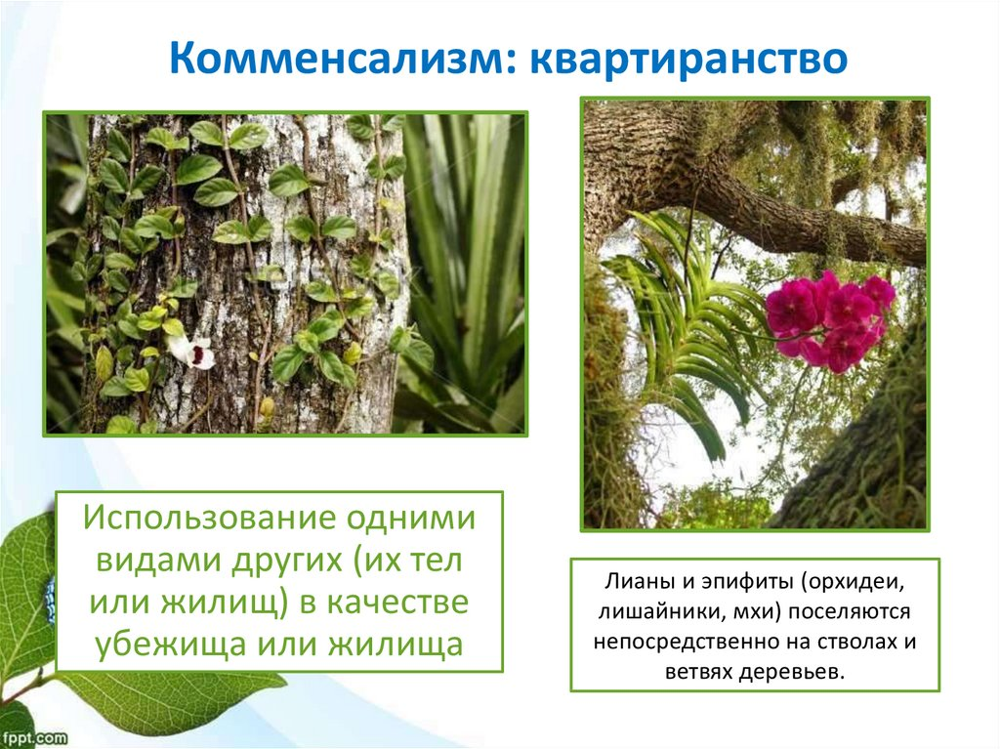 Комменсализм: квартиранство
Использование одними
видами других (их тел
или жилищ) в качестве
убежища или жилища
Лианы и эпифиты (орхидеи,
лишайники, мхи) поселяются
непосредственно на стволах и
ветвях деревьев.
fppt.com